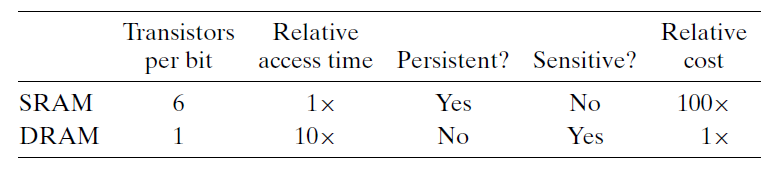 Transistors Relative Relative
per bit access time Persistent? Sensitive? cost
SRAM 6 1× Yes No 100×
DRAM 1 10× No Yes 1×